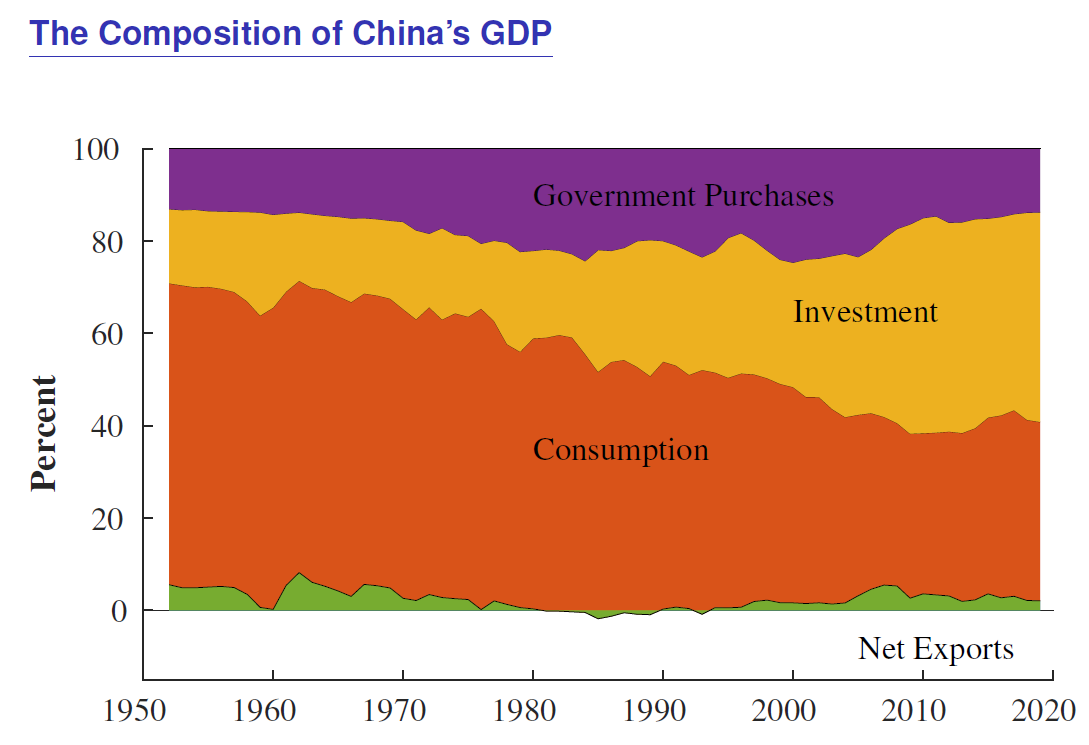 The Composition of China’s GDP
100
Government Purchases
80
Investment
60
Percent
40
Consumption
20
0
Net Exports
1950 1960 1970 1980 1990 2000 2010 2020